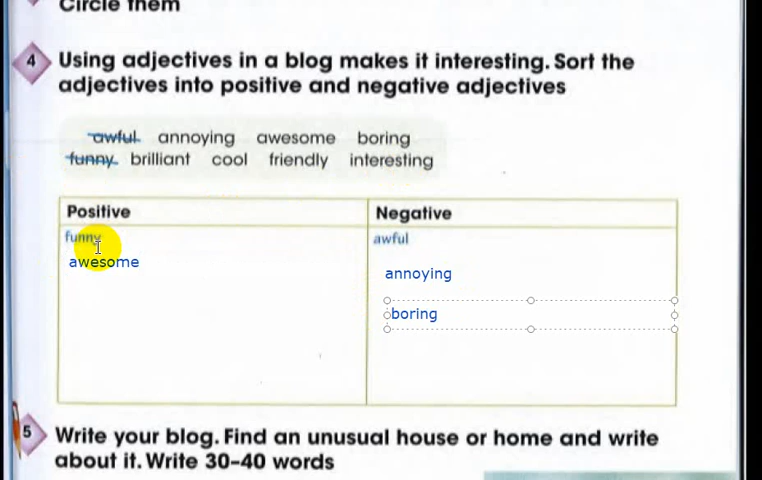 Circle them
4 Using adjectives in a blog makes it interesting. Sort the
adjectives into positive and negative adjectives
awful annoying awesome boring
funny brilliant cool friendly interesting
Positive Negative
funny awful
awesome
annoying
boring
5 Write your blog. Find an unusual house or home and write
about it. Write 30–40 words